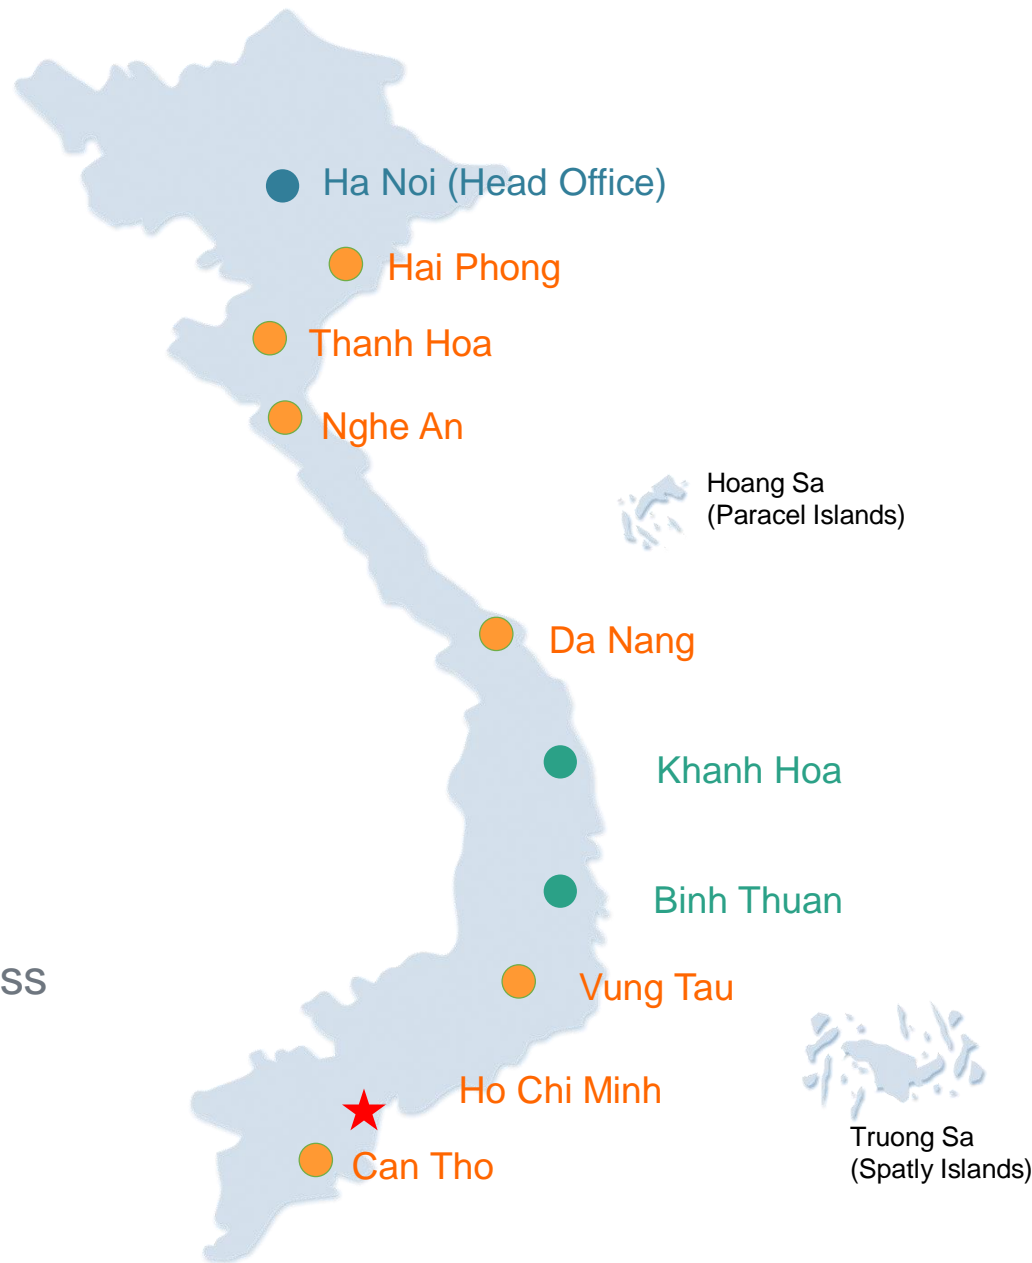 Ha Noi (Head Office)
Hai Phong
Thanh Hoa
Nghe An
Hoang Sa
(Paracel Islands)
Da Nang
Khanh Hoa
Binh Thuan
ss
Vung Tau
Ho Chi Minh
Truong Sa
(Spatly Islands)
Can Tho